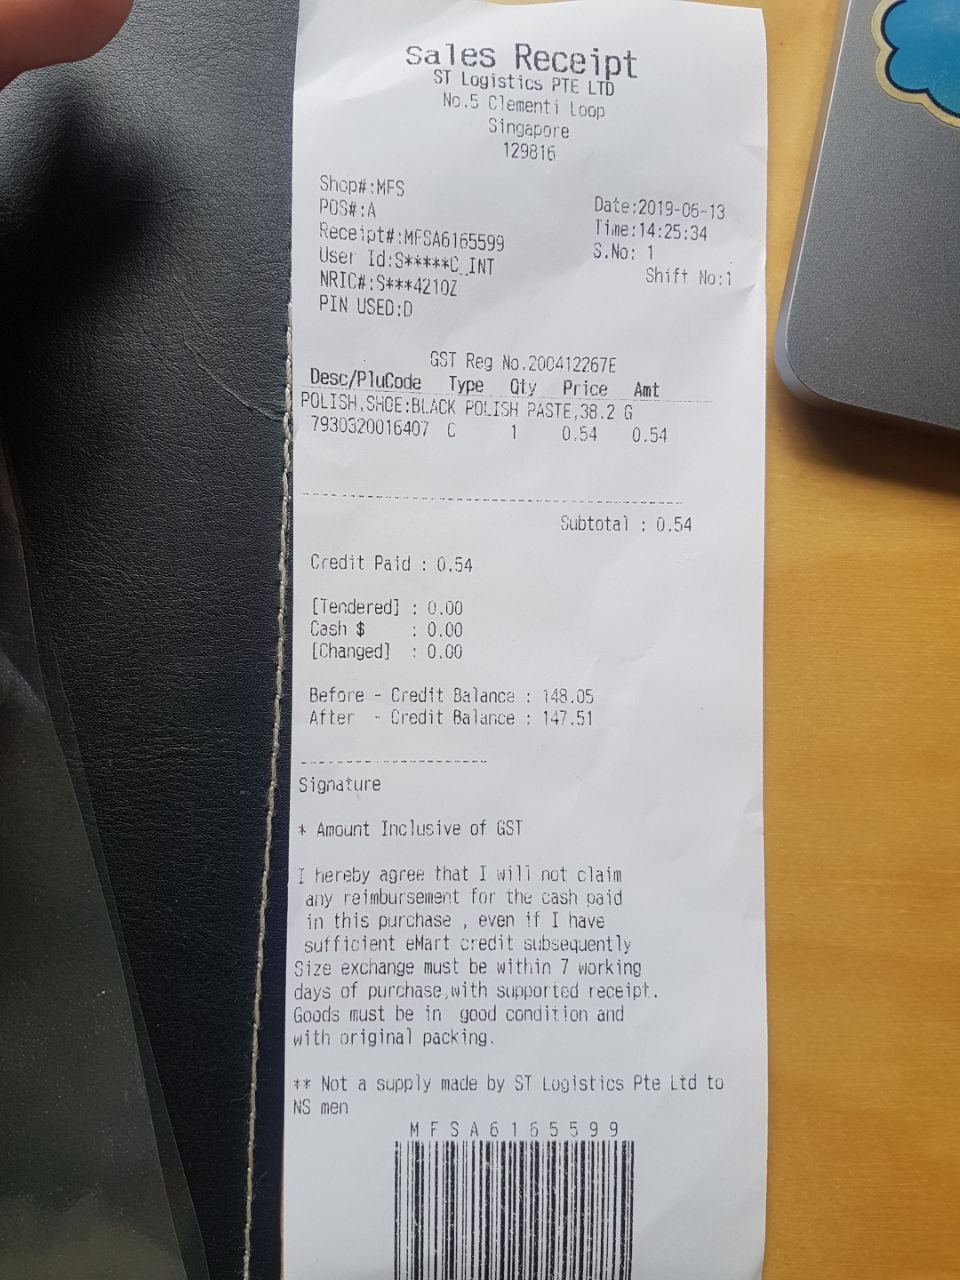 Sales Receipt
ST Logistics PTE LTD
No.5 Clementi Loop
Singapore
129816
Shop#:MFS
POS#:A
Receipt#:MFSA6165599
User Id:S*****C_INT
NRIC#:S***4210Z
PIN USED:D
Date:2019-06-13
Time:14:25:34
S.No: 1
Shift No:1
GST Reg No.200412267E
Desc/PluCode Type Qty Price Amt
POLISH,SHOE:BLACK POLISH PASTE,38.2 G
7930320016407 C 1 0.54 0.54
Subtotal : 0.54
Credit Paid : 0.54
[Tendered] : 0.00
Cash $ : 0.00
[Changed] : 0.00
Before - Credit Balance : 148.05
After - Credit Balance : 147.51
Signature
* Amount Inclusive of GST
I hereby agree that I will not claim
any reimbursement for the cash paid
in this purchase , even if I have
sufficient eMart credit subsequently
Size exchange must be within 7 working
days of purchase,with supported receipt.
Goods must be in good condition and
with original packing.
** Not a supply made by ST Logistics Pte Ltd to
NS men
MFSA6165599